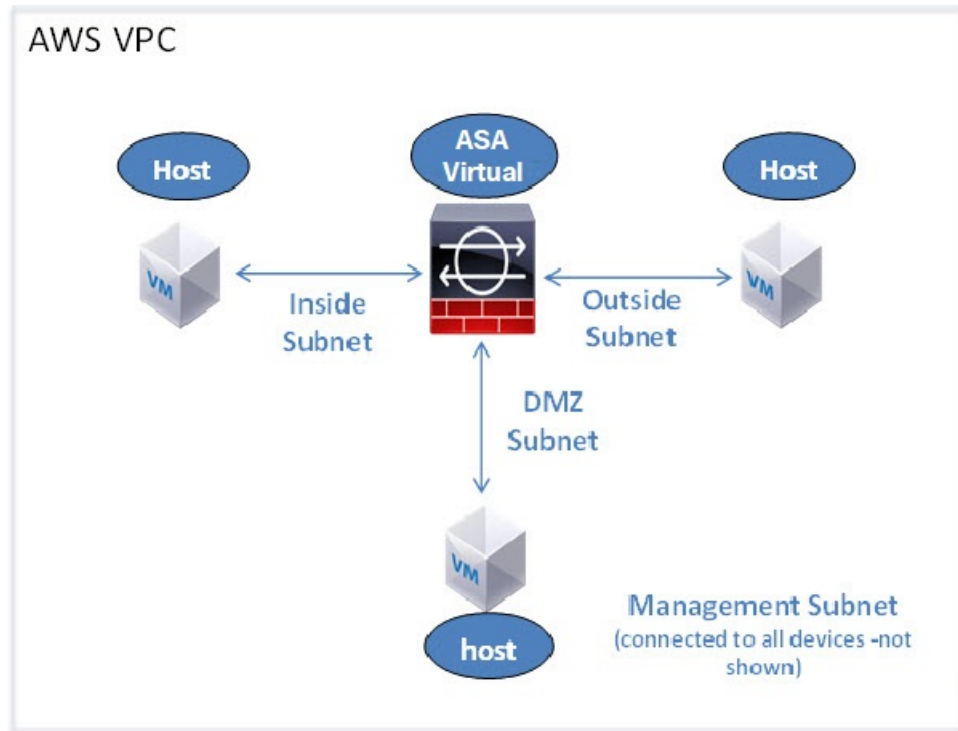 AWS VPC
ASA
Virtual
Host
Host
VM
VM
Inside
Subnet
Outside
Subnet
DMZ
Subnet
VM
host
Management Subnet
(connected to all devices -not
shown)